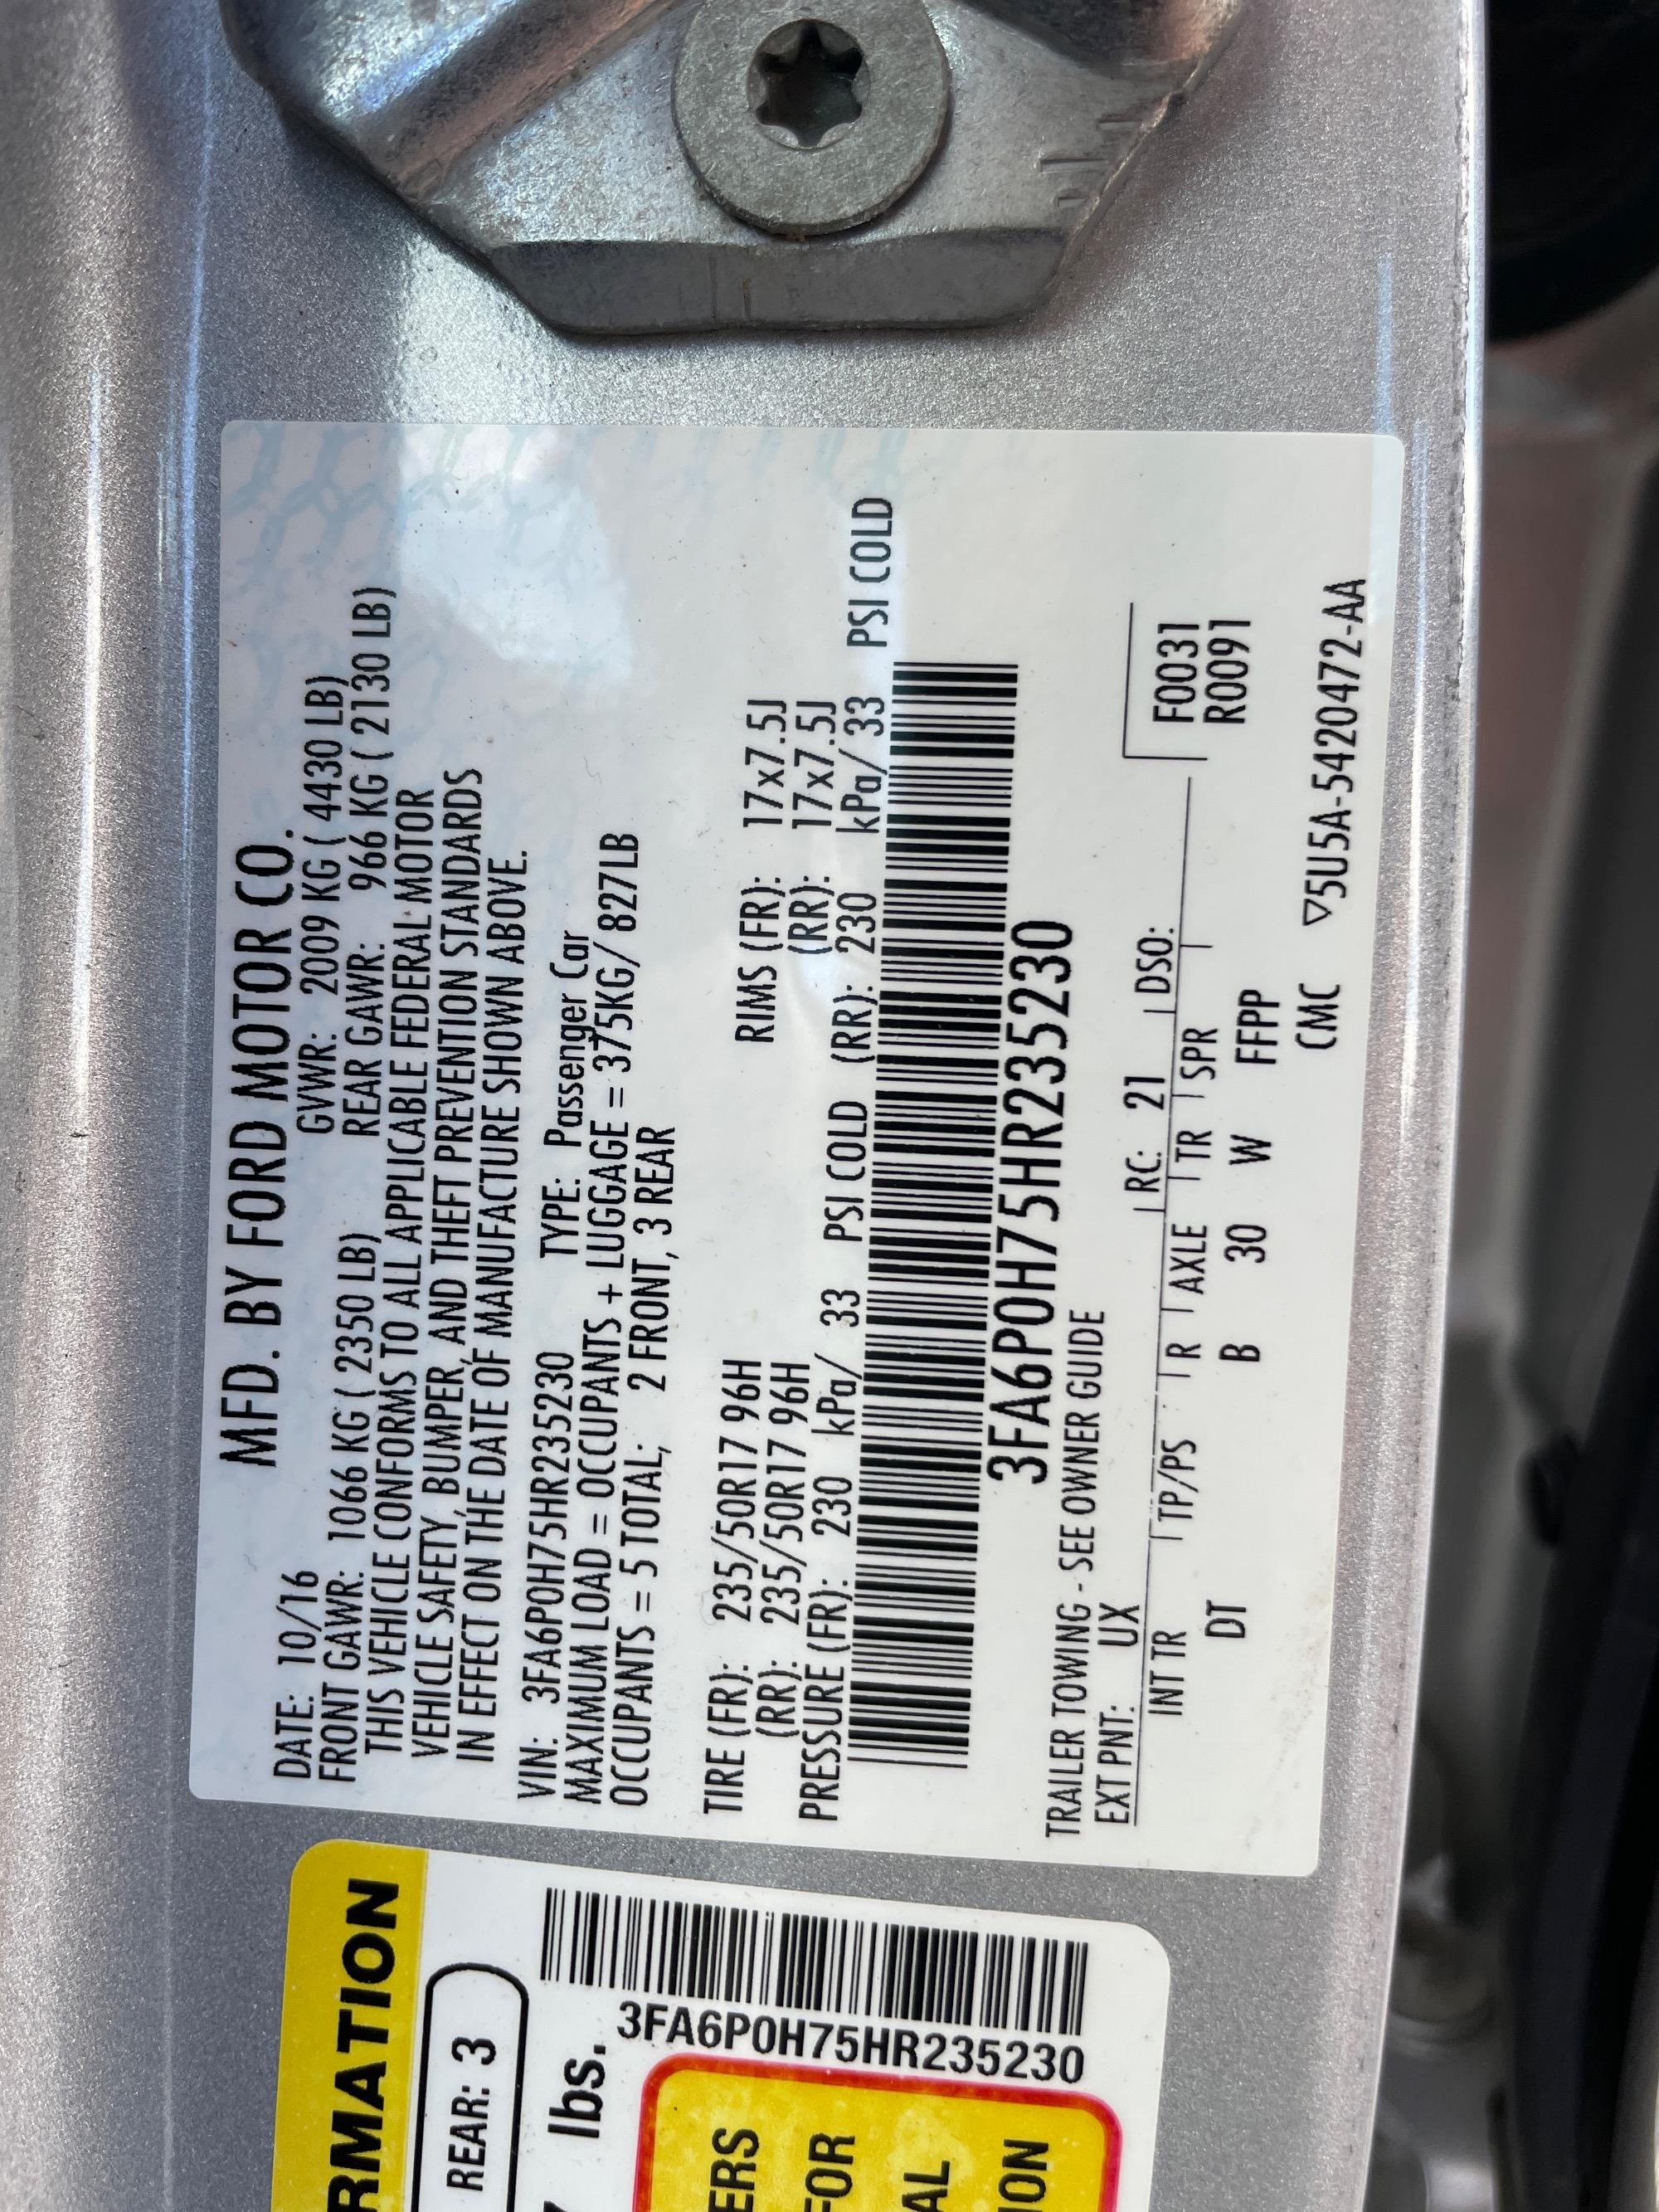 MFD. BY FORD MOTOR CO.
DATE: 10/16 GVWR: 2009 KG ( 4430 LB)
FRONT GAWR: 1066 KG ( 2350 LB) REAR GAWR: 966 KG ( 2130 LB)
THIS VEHICLE CONFORMS TO ALL APPLICABLE FEDERAL MOTOR
VEHICLE SAFETY, BUMPER, AND THEFT PREVENTION STANDARDS
IN EFFECT ON THE DATE OF MANUFACTURE SHOWN ABOVE.
VIN: 3FA6P0H75HR235230 TYPE: Passenger Car
MAXIMUM LOAD = OCCUPANTS + LUGGAGE = 375KG/ 827LB
OCCUPANTS = 5 TOTAL; 2 FRONT, 3 REAR
TIRE (FR): 235/50R17 96H RIMS (FR): 17x7.5J
(RR): 235/50R17 96H (RR): 17x7.5J
PRESSURE (FR): 230 kPa/ 33 PSI COLD (RR): 230 kPa/ 33 PSI COLD
3FA6P0H75HR235230
TRAILER TOWING - SEE OWNER GUIDE
EXT PNT: UX RC: 21 DSO:
F0031
R0091
INT TR TP/PS R AXLE TR SPR
DT B 30 W FFPP
CMC ▽5U5A-5420472-AA
RMATION
REAR: 3
lbs.
3FA6P0H75HR235230
ERS
FOR
AL
ION